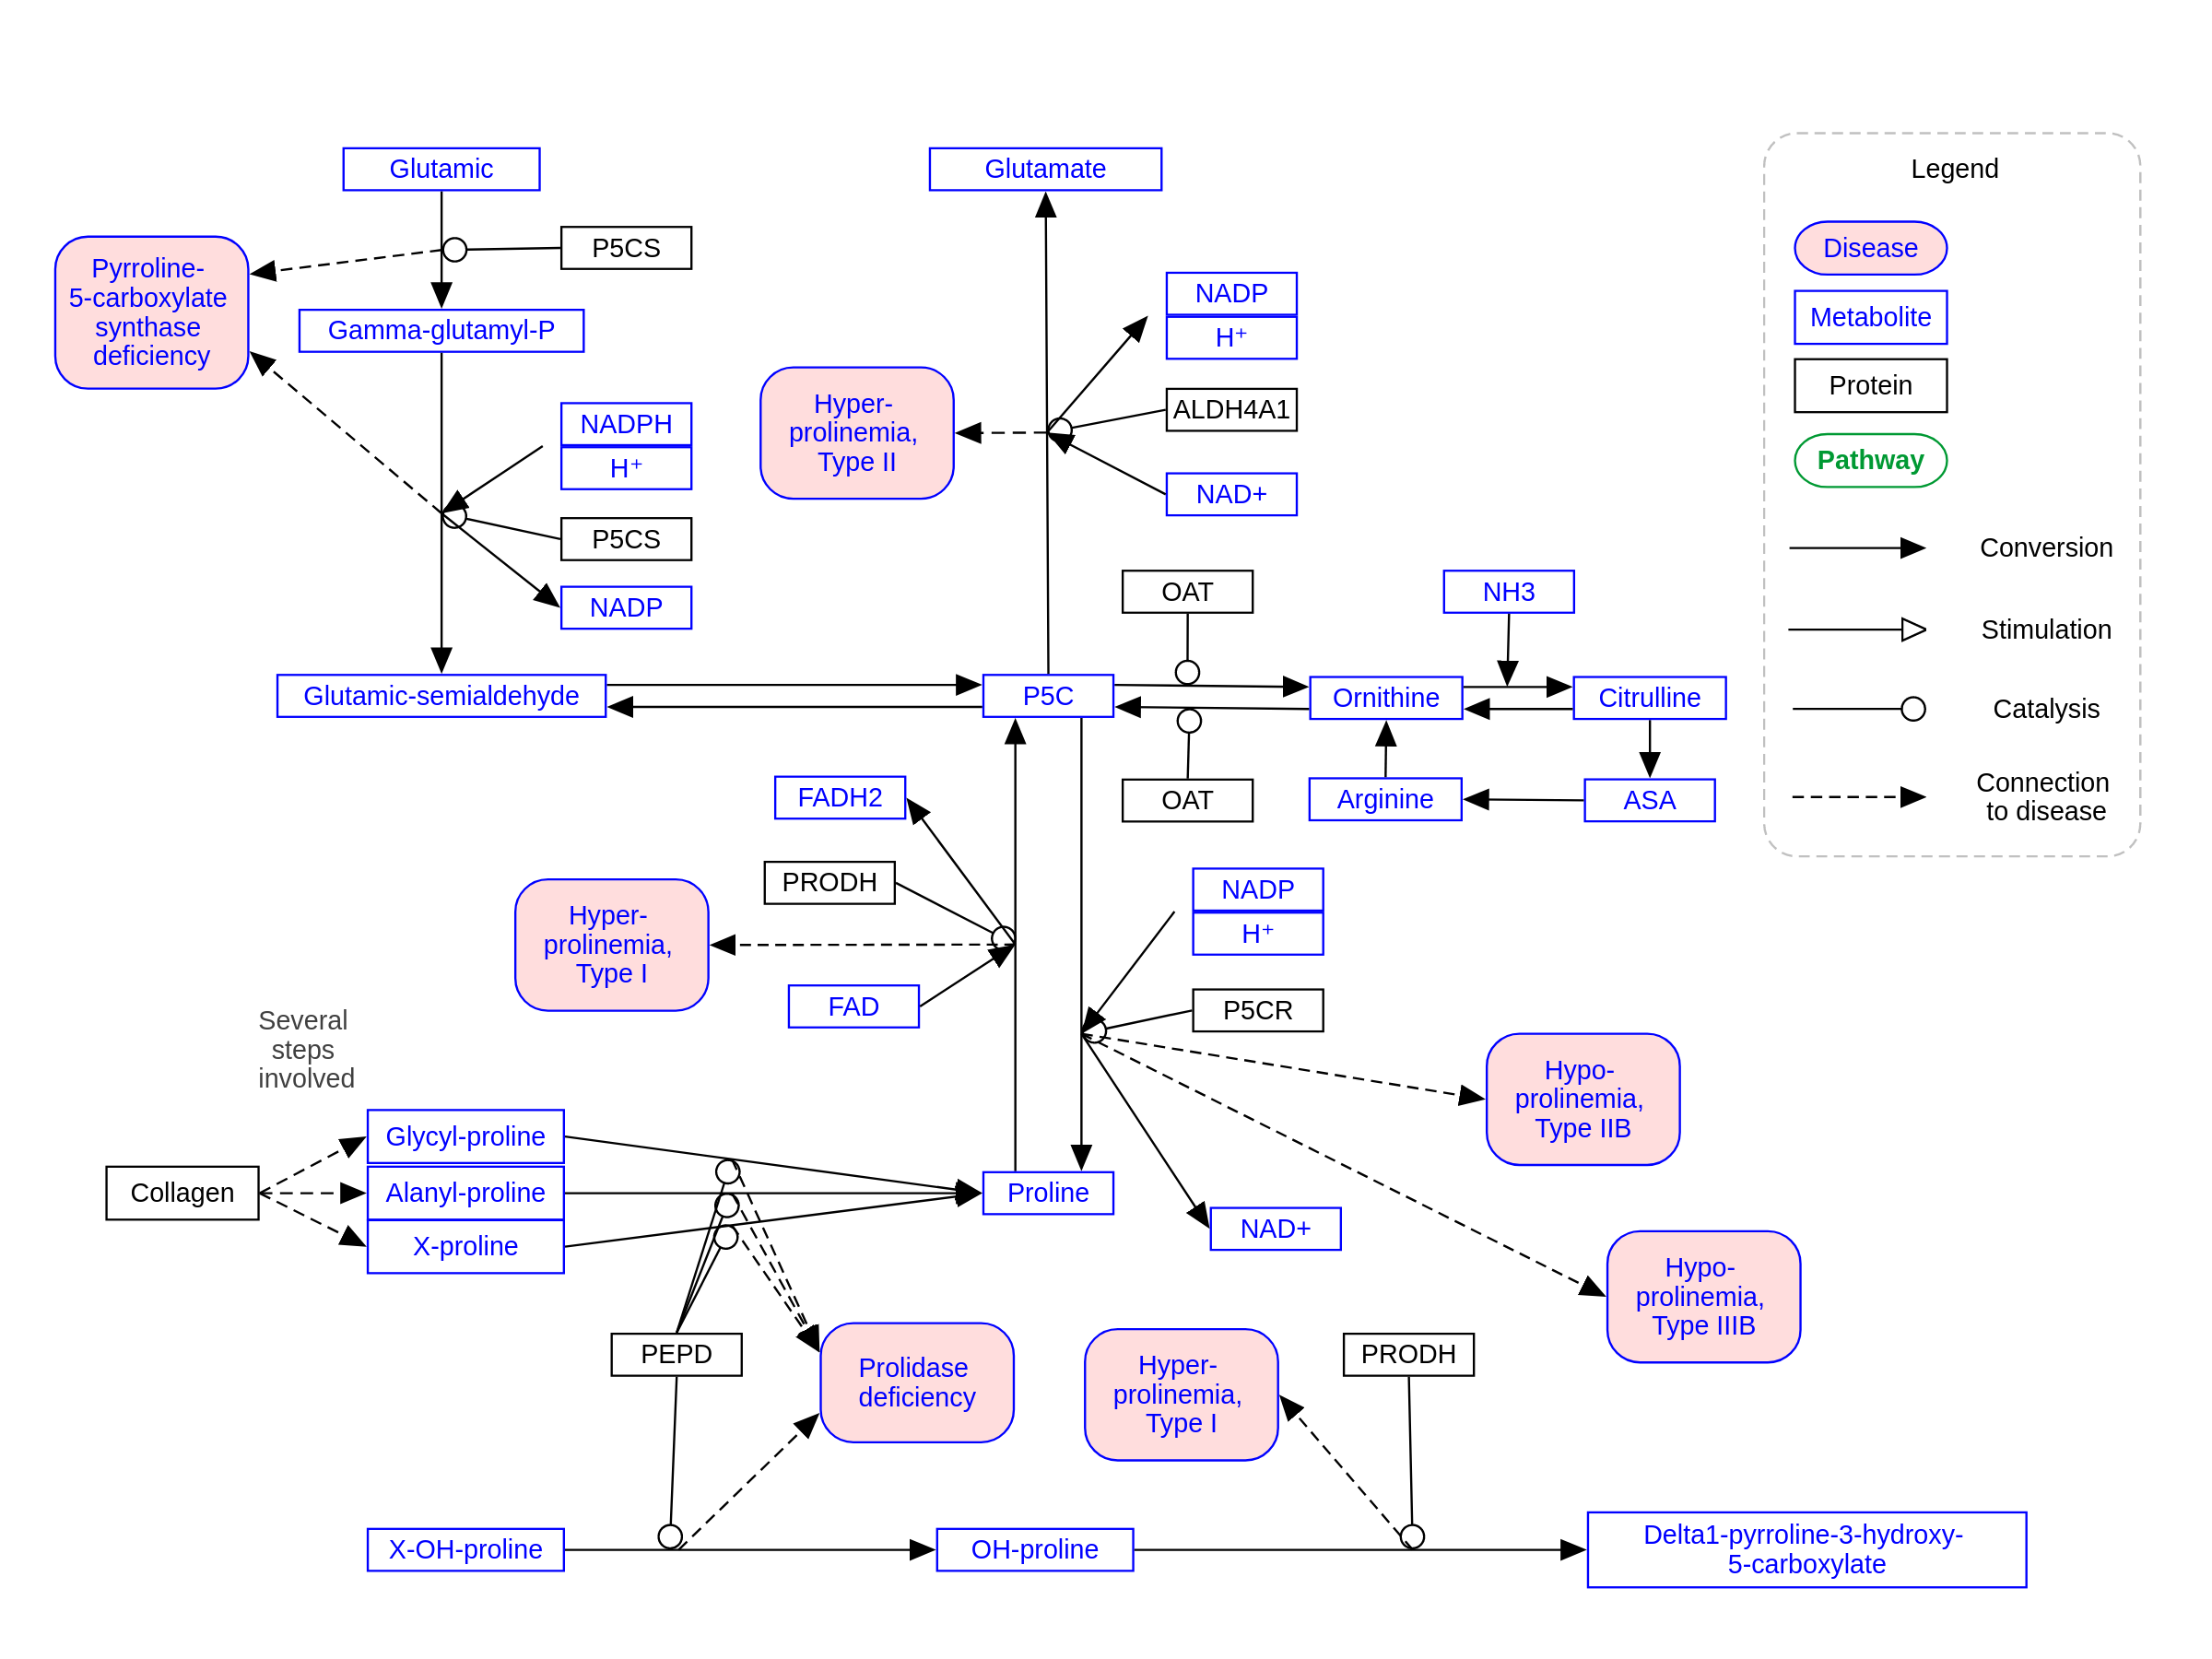 Glutamic
Glutamate
Legend
P5CS
Disease
Pyrroline-
5-carboxylate
synthase
deficiency
Gamma-glutamyl-P
NADP
H⁺
Metabolite
Protein
Hyper-
prolinemia,
Type II
ALDH4A1
NADPH
H⁺
Pathway
NAD+
P5CS
Conversion
NADP
OAT
NH3
Stimulation
Glutamic-semialdehyde
P5C
Ornithine
Citrulline
Catalysis
FADH2
OAT
Arginine
ASA
Connection
to disease
PRODH
NADP
H⁺
Hyper-
prolinemia,
Type I
FAD
P5CR
Several
steps
involved
Hypo-
prolinemia,
Type IIB
Glycyl-proline
Collagen
Alanyl-proline
Proline
X-proline
NAD+
Hypo-
prolinemia,
Type IIIB
PEPD
Prolidase
deficiency
Hyper-
prolinemia,
Type I
PRODH
X-OH-proline
OH-proline
Delta1-pyrroline-3-hydroxy-
5-carboxylate